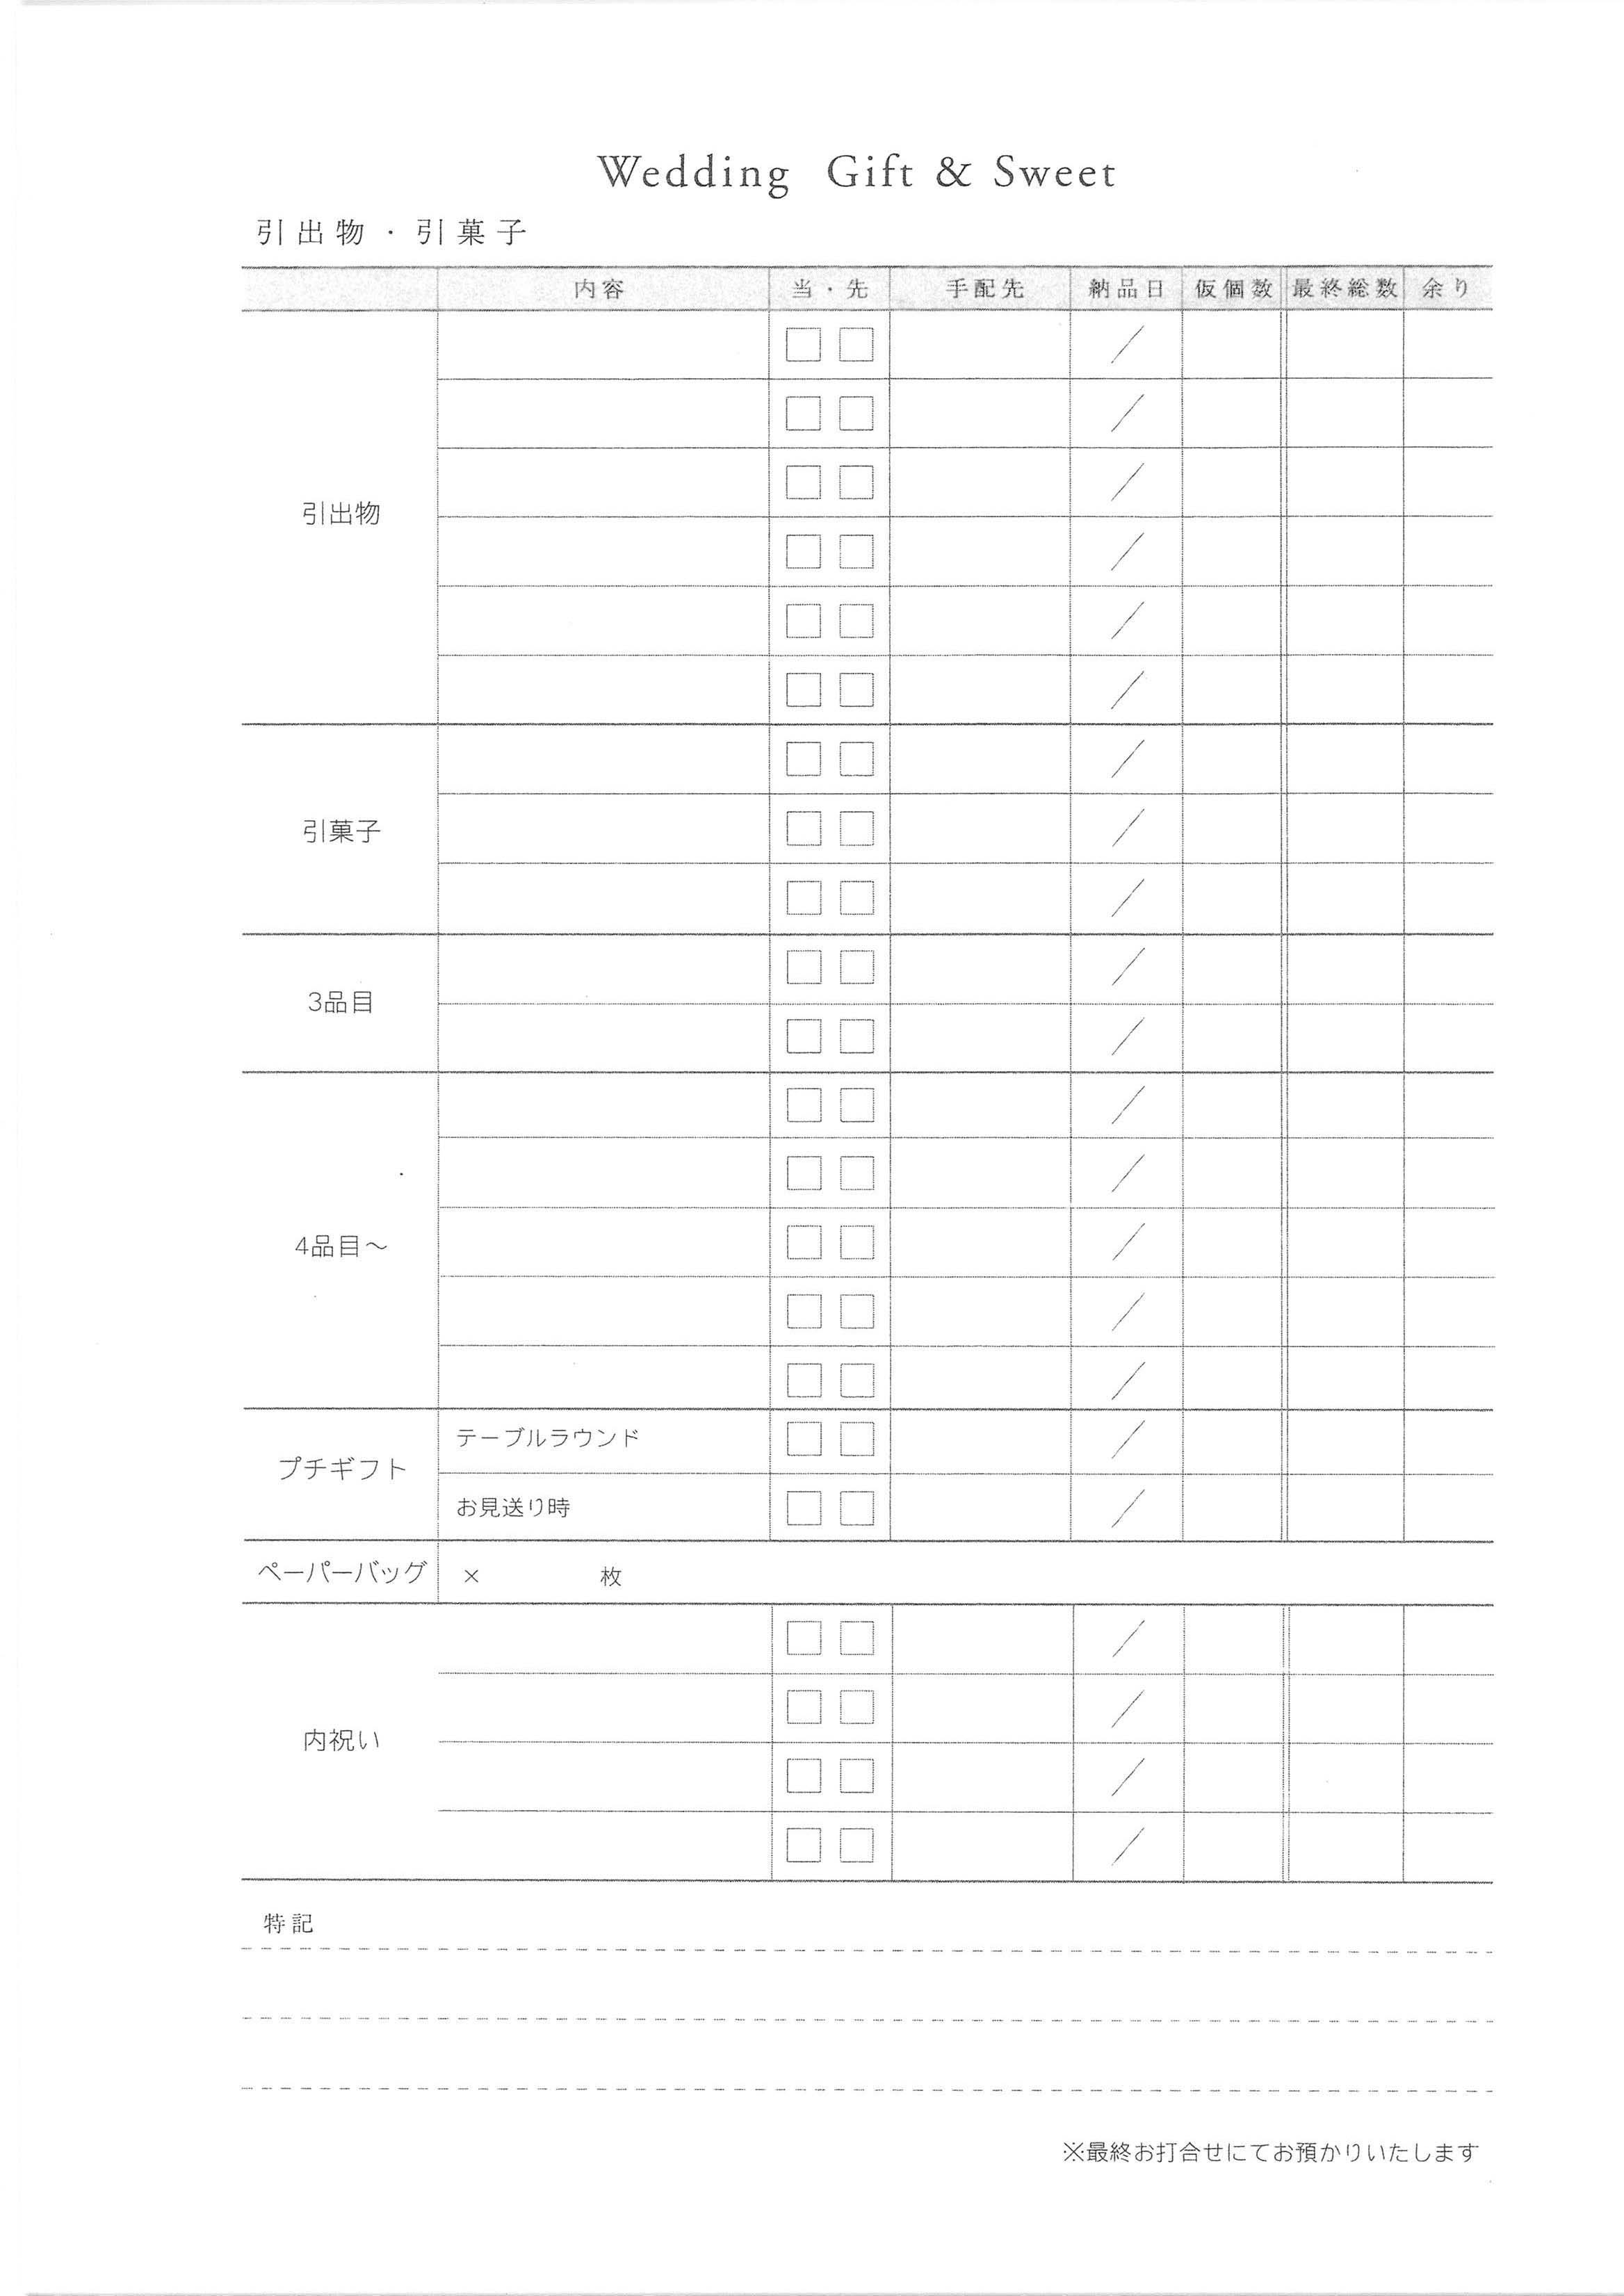 Wedding Gift & Sweet
引出物・引菓子
内容 当・先 手配先 納品日 仮個数 最終総数 余り
□ □ /
□ □ /
□ □ /
引出物
□ □ /
□ □ /
□ □ /
□ □ /
引菓子 □ □ /
□ □ /
□ □ /
3品目
□ □ /
□ □ /
□ □ /
4品目～ □ □ /
□ □ /
□ □ /
テーブルラウンド □ □ /
プチギフト
お見送り時 □ □ /
ペーパーバッグ × 枚
□ □ /
□ □ /
内祝い
□ □ /
□ □ /
特記
※最終お打合せにてお預かりいたします